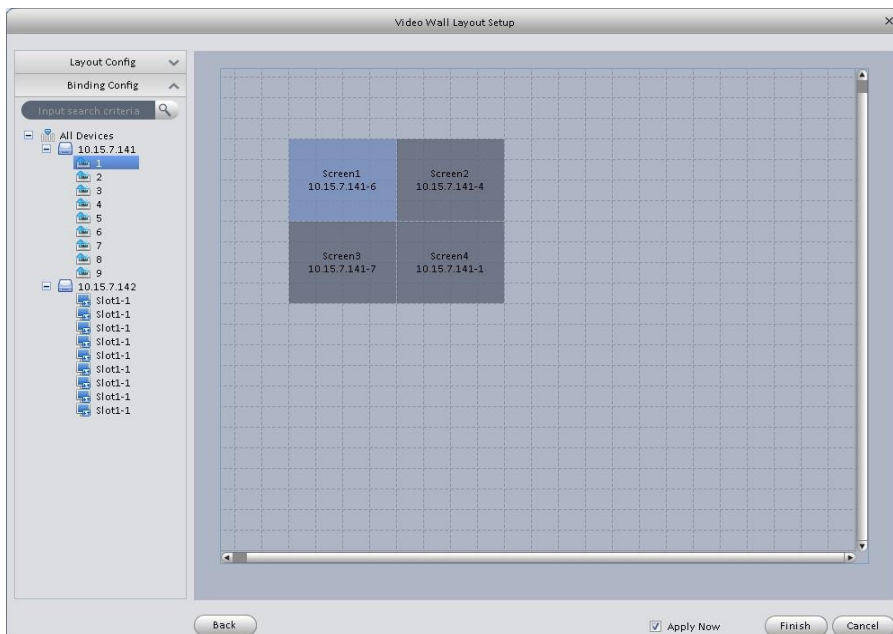 Video Wall Layout Setup
Layout Config
Binding Config
Input search criteria
All Devices
10.15.7.141
1
2
3
4
5
6
7
8
9
10.15.7.142
Slot1-1
Slot1-1
Slot1-1
Slot1-1
Slot1-1
Slot1-1
Slot1-1
Slot1-1
Slot1-1
Screen1
10.15.7.141-6
Screen2
10.15.7.141-4
Screen3
10.15.7.141-7
Screen4
10.15.7.141-1
Back
Apply Now
Finish
Cancel